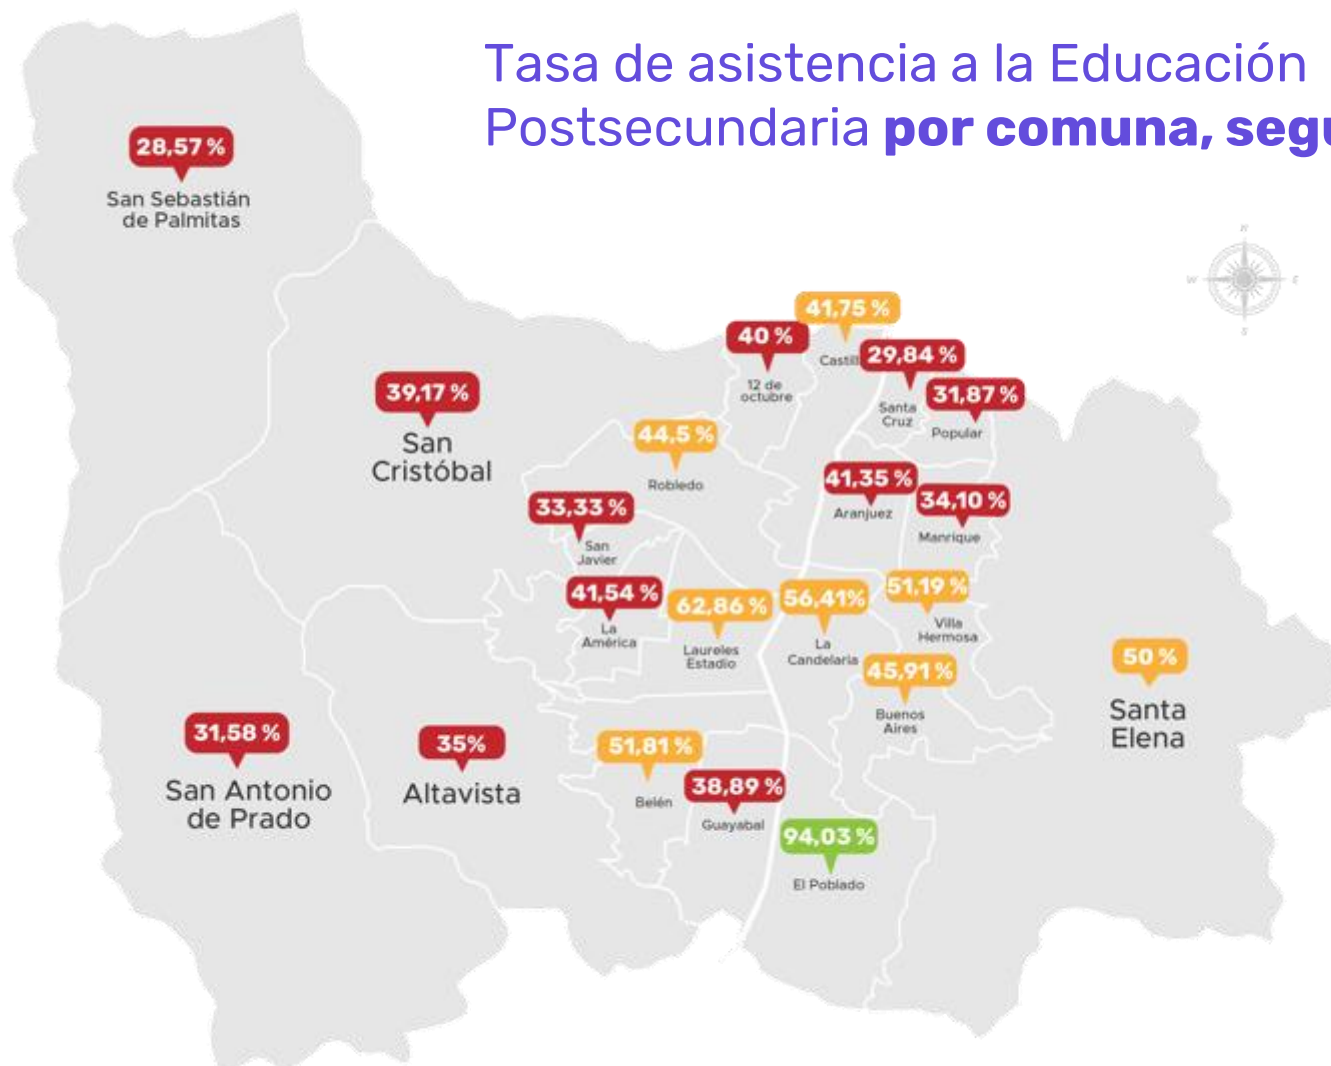 Tasa de asistencia a la Educación
Postsecundaria por comuna, segu
28,57 %
San Sebastián
de Palmitas
N
W
E
S
41,75 %
Castill
40 %
12 de
octubre
29,84 %
Santa
Cruz
31,87 %
Popular
39,17 %
San
Cristóbal
44,5 %
Robledo
41,35 %
Aranjuez
34,10 %
Manrique
33,33 %
San
Javier
41,54 %
La
América
62,86 %
Laureles
Estadio
56,41%
La
Candelaria
51,19 %
Villa
Hermosa
45,91 %
Buenos
Aires
50 %
Santa
Elena
31,58 %
San Antonio
de Prado
35%
Altavista
51,81 %
Belén
38,89 %
Guayabal
94,03 %
El Poblado